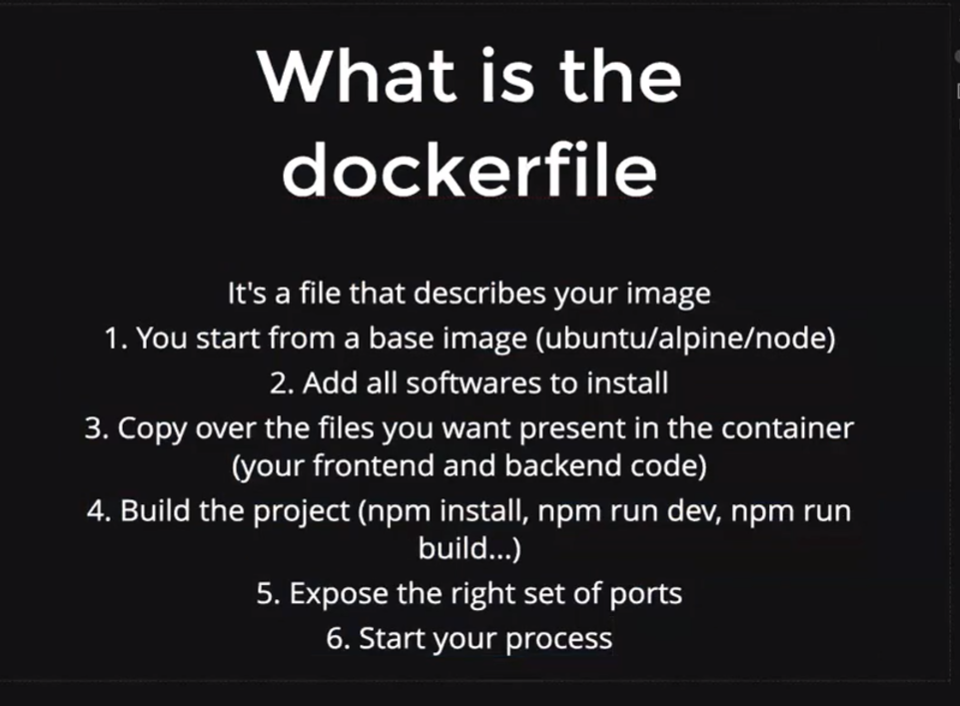 What is the
dockerfile
It's a file that describes your image
1. You start from a base image (ubuntu/alpine/node)
2. Add all softwares to install
3. Copy over the files you want present in the container
(your frontend and backend code)
4. Build the project (npm install, npm run dev, npm run
build...)
5. Expose the right set of ports
6. Start your process